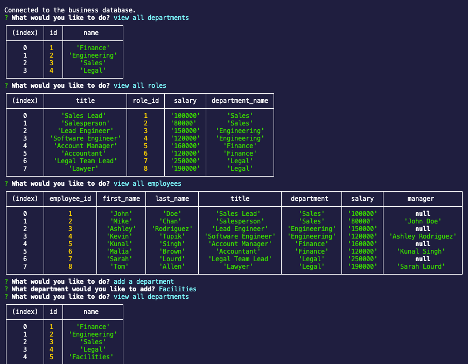 Connected to the business database.
? What would you like to do? view all departments
(index) id name
0 1 'Finance'
1 2 'Engineering'
2 3 'Sales'
3 4 'Legal'
? What would you like to do? view all roles
(index) title role_id salary department_name
0 'Sales Lead' 1 '100000' 'Sales'
1 'Salesperson' 2 '80000' 'Sales'
2 'Lead Engineer' 3 '150000' 'Engineering'
3 'Software Engineer' 4 '120000' 'Engineering'
4 'Account Manager' 5 '160000' 'Finance'
5 'Accountant' 6 '120000' 'Finance'
6 'Legal Team Lead' 7 '250000' 'Legal'
7 'Lawyer' 8 '190000' 'Legal'
? What would you like to do? view all employees
(index) employee_id first_name last_name title department salary manager
0 1 'John' 'Doe' 'Sales Lead' 'Sales' '100000' null
1 2 'Mike' 'Chan' 'Salesperson' 'Sales' '80000' 'John Doe'
2 3 'Ashley' 'Rodriguez' 'Lead Engineer' 'Engineering' '150000' null
3 4 'Kevin' 'Tupik' 'Software Engineer' 'Engineering' '120000' 'Ashley Rodriguez'
4 5 'Kunal' 'Singh' 'Account Manager' 'Finance' '160000' null
5 6 'Malia' 'Brown' 'Accountant' 'Finance' '120000' 'Kunal Singh'
6 7 'Sarah' 'Lourd' 'Legal Team Lead' 'Legal' '250000' null
7 8 'Tom' 'Allen' 'Lawyer' 'Legal' '190000' 'Sarah Lourd'
? What would you like to do? add a department
? What department would you like to add? Facilities
? What would you like to do? view all departments
(index) id name
0 1 'Finance'
1 2 'Engineering'
2 3 'Sales'
3 4 'Legal'
4 5 'Facilities'